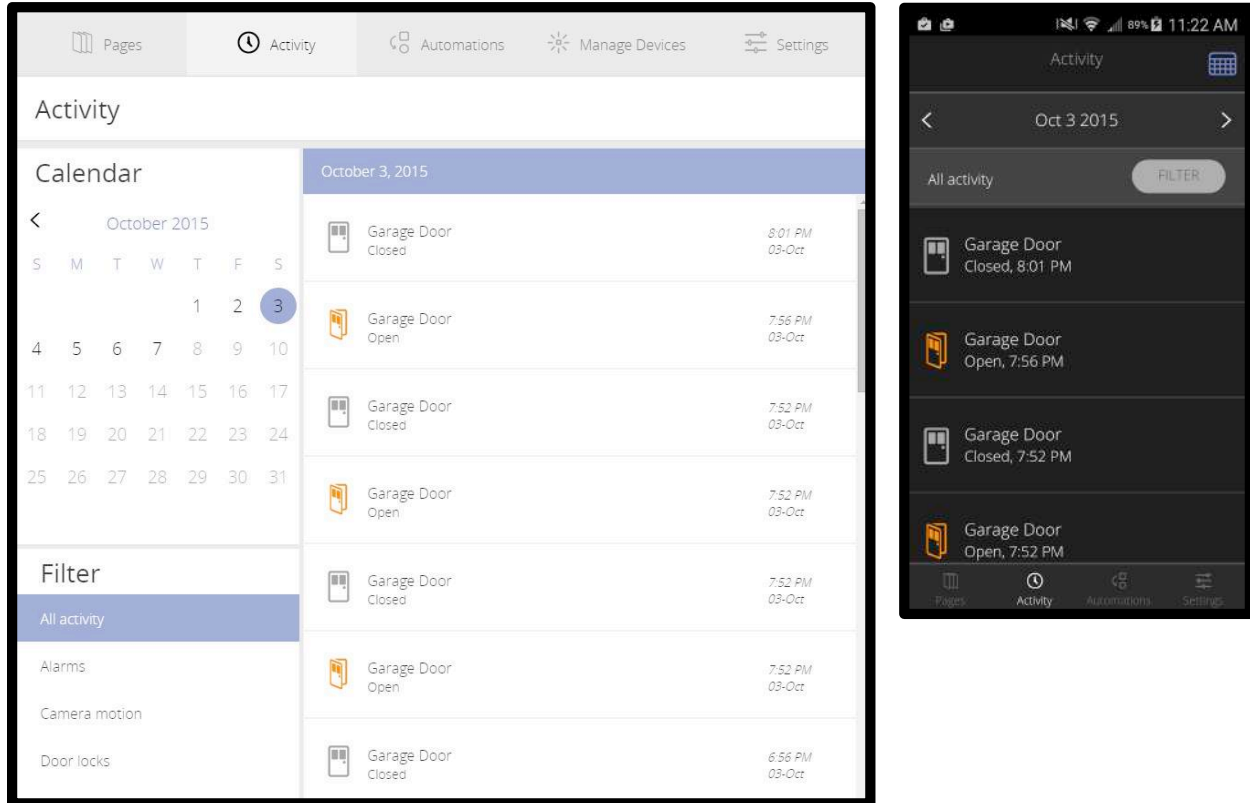 Pages Activity Automations Manage Devices Settings
Activity
Calendar
October 2015
S M T W T F S
1 2 3
4 5 6 7 8 9 10
11 12 13 14 15 16 17
18 19 20 21 22 23 24
25 26 27 28 29 30 31
Filter
All activity
Alarms
Camera motion
Door locks
October 3, 2015
Garage Door 8:01 PM
Closed 03-Oct
Garage Door 7:56 PM
Open 03-Oct
Garage Door 7:52 PM
Closed 03-Oct
Garage Door 7:52 PM
Open 03-Oct
Garage Door 7:52 PM
Closed 03-Oct
Garage Door 7:52 PM
Open 03-Oct
Garage Door 6:56 PM
Closed 03-Oct
89% 11:22 AM
Activity
Oct 3 2015
All activity FILTER
Garage Door
Closed, 8:01 PM
Garage Door
Open, 7:56 PM
Garage Door
Closed, 7:52 PM
Garage Door
Open, 7:52 PM
Pages Activity Automations Settings